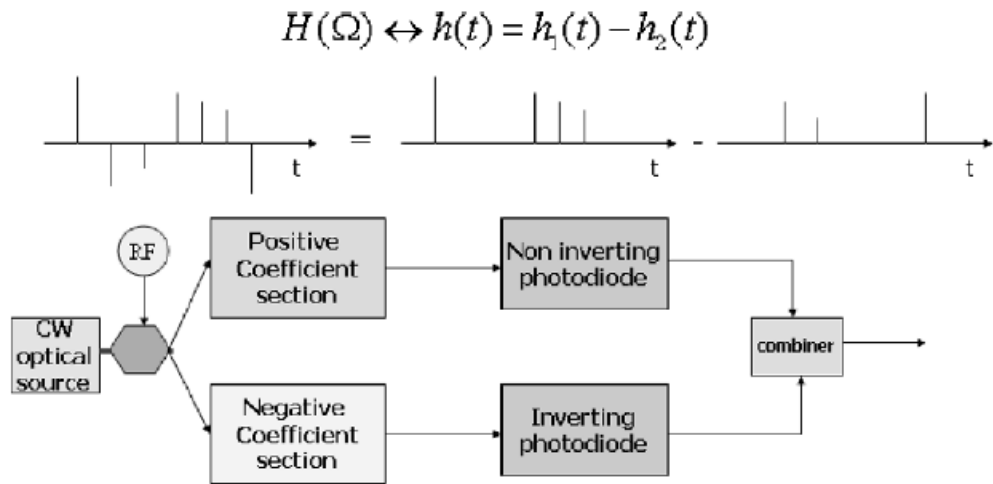 H(Ω) ↔ h(t) = h₁(t) − h₂(t)
t = t - t
RF
CW
optical
source
Positive
Coefficient
section
Non inverting
photodiode
combiner
Negative
Coefficient
section
Inverting
photodiode